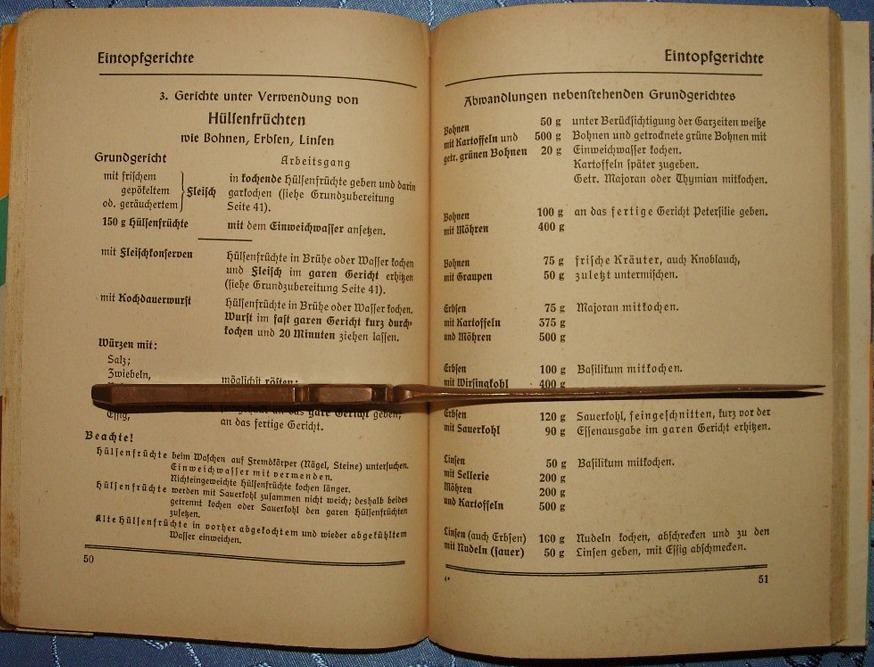 Eintopfgerichte
3. Gerichte unter Verwendung von
Hülsenfrüchten
wie Bohnen, Erbsen, Linsen
Grundgericht
Arbeitsgang
mit frischem
gepökeltem
od. geräuchertem
Fleisch
in kochende Hülsenfrüchte geben und darin
garkochen (siehe Grundzubereitung
Seite 41).
150 g Hülsenfrüchte
mit dem Einweichwasser ansetzen.
mit Fleischkonserven
Hülsenfrüchte in Brühe oder Wasser kochen
und Fleisch im garen Gericht erhitzen
(siehe Grundzubereitung Seite 41).
mit Kochdauerwurst
Hülsenfrüchte in Brühe oder Wasser kochen.
Wurst im fast garen Gericht kurz durch-
kochen und 20 Minuten ziehen lassen.
Würzen mit:
Salz;
Zwiebeln,
möglichst rösten;
Essig,
an das gare Gericht geben;
an das fertige Gericht.
Beachte!
Hülsenfrüchte beim Waschen auf Fremdkörper (Nägel, Steine) untersuchen.
Einweichwasser mit verwenden.
Nichteingeweichte Hülsenfrüchte kochen länger.
Hülsenfrüchte werden mit Sauerkohl zusammen nicht weich; deshalb beides
getrennt kochen oder Sauerkohl den garen Hülsenfrüchten
zusetzen.
Alte Hülsenfrüchte in vorher abgekochtem und wieder abgekühltem
Wasser einweichen.
50
Eintopfgerichte
Abwandlungen nebenstehenden Grundgerichtes
Bohnen 50 g unter Berücksichtigung der Garzeiten weiße
mit Kartoffeln und 500 g Bohnen und getrocknete grüne Bohnen mit
getr. grünen Bohnen 20 g Einweichwasser kochen.
Kartoffeln später zugeben.
Getr. Majoran oder Thymian mitkochen.
Bohnen 100 g an das fertige Gericht Petersilie geben.
mit Möhren 400 g
Bohnen 75 g frische Kräuter, auch Knoblauch,
mit Graupen 50 g zuletzt untermischen.
Erbsen 75 g Majoran mitkochen.
mit Kartoffeln 375 g
und Möhren 500 g
Erbsen 100 g Basilikum mitkochen.
mit Wirsingkohl 400 g
Erbsen 120 g Sauerkohl, feingeschnitten, kurz vor der
mit Sauerkohl 90 g Essenausgabe im garen Gericht erhitzen.
Linsen 50 g Basilikum mitkochen.
mit Sellerie 200 g
Möhren 200 g
und Kartoffeln 500 g
Linsen (auch Erbsen) 160 g Nudeln kochen, abschrecken und zu den
mit Nudeln (sauer) 50 g Linsen geben, mit Essig abschmecken.
4*
51